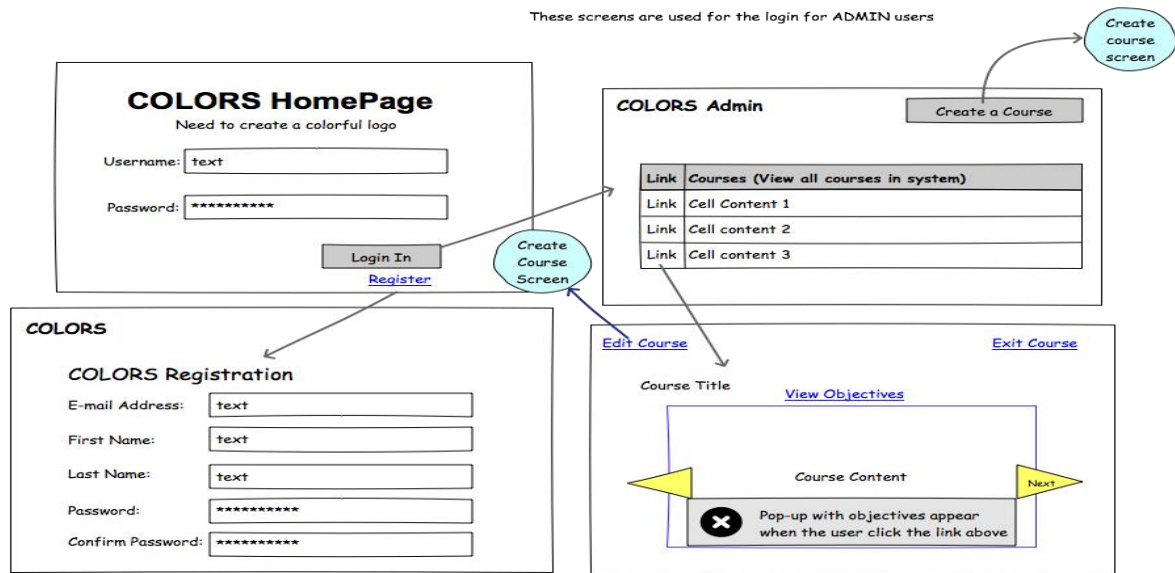 These screens are used for the login for ADMIN users
Create
course
screen
COLORS HomePage
Need to create a colorful logo
Username: text
Password: **********
Login In
Register
Create
Course
Screen
COLORS Admin
Create a Course
Link Courses (View all courses in system)
Link Cell Content 1
Link Cell content 2
Link Cell content 3
COLORS
COLORS Registration
E-mail Address: text
First Name: text
Last Name: text
Password: **********
Confirm Password: **********
Edit Course
Exit Course
Course Title
View Objectives
Course Content
Next
Pop-up with objectives appear
when the user click the link above